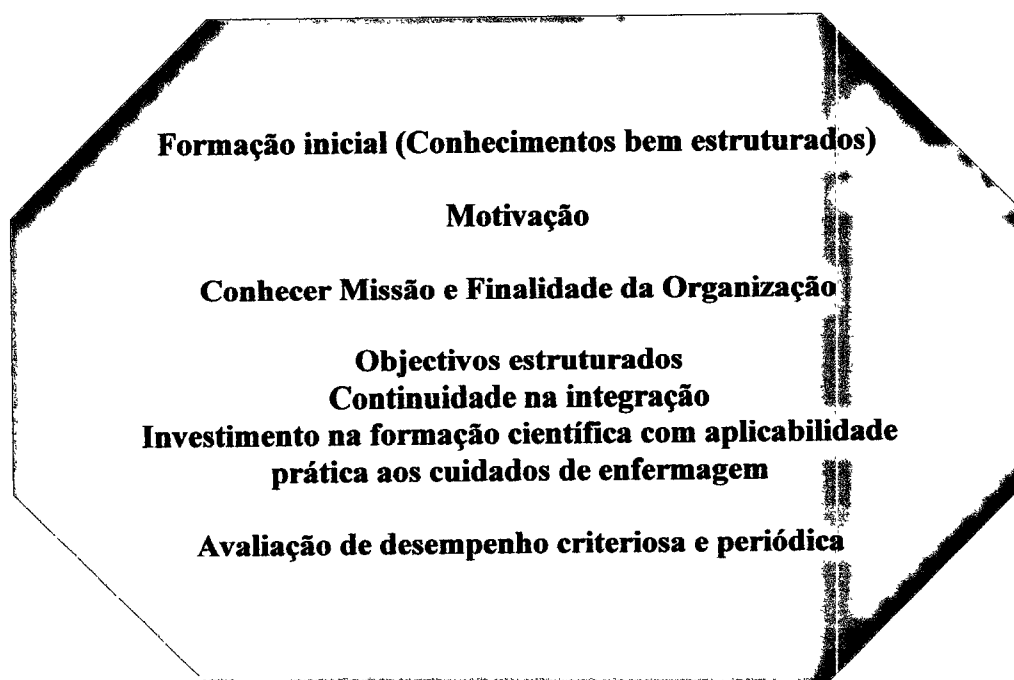 Formação inicial (Conhecimentos bem estruturados)
Motivação
Conhecer Missão e Finalidade da Organização
Objectivos estruturados
Continuidade na integração
Investimento na formação científica com aplicabilidade
prática aos cuidados de enfermagem
Avaliação de desempenho criteriosa e periódica